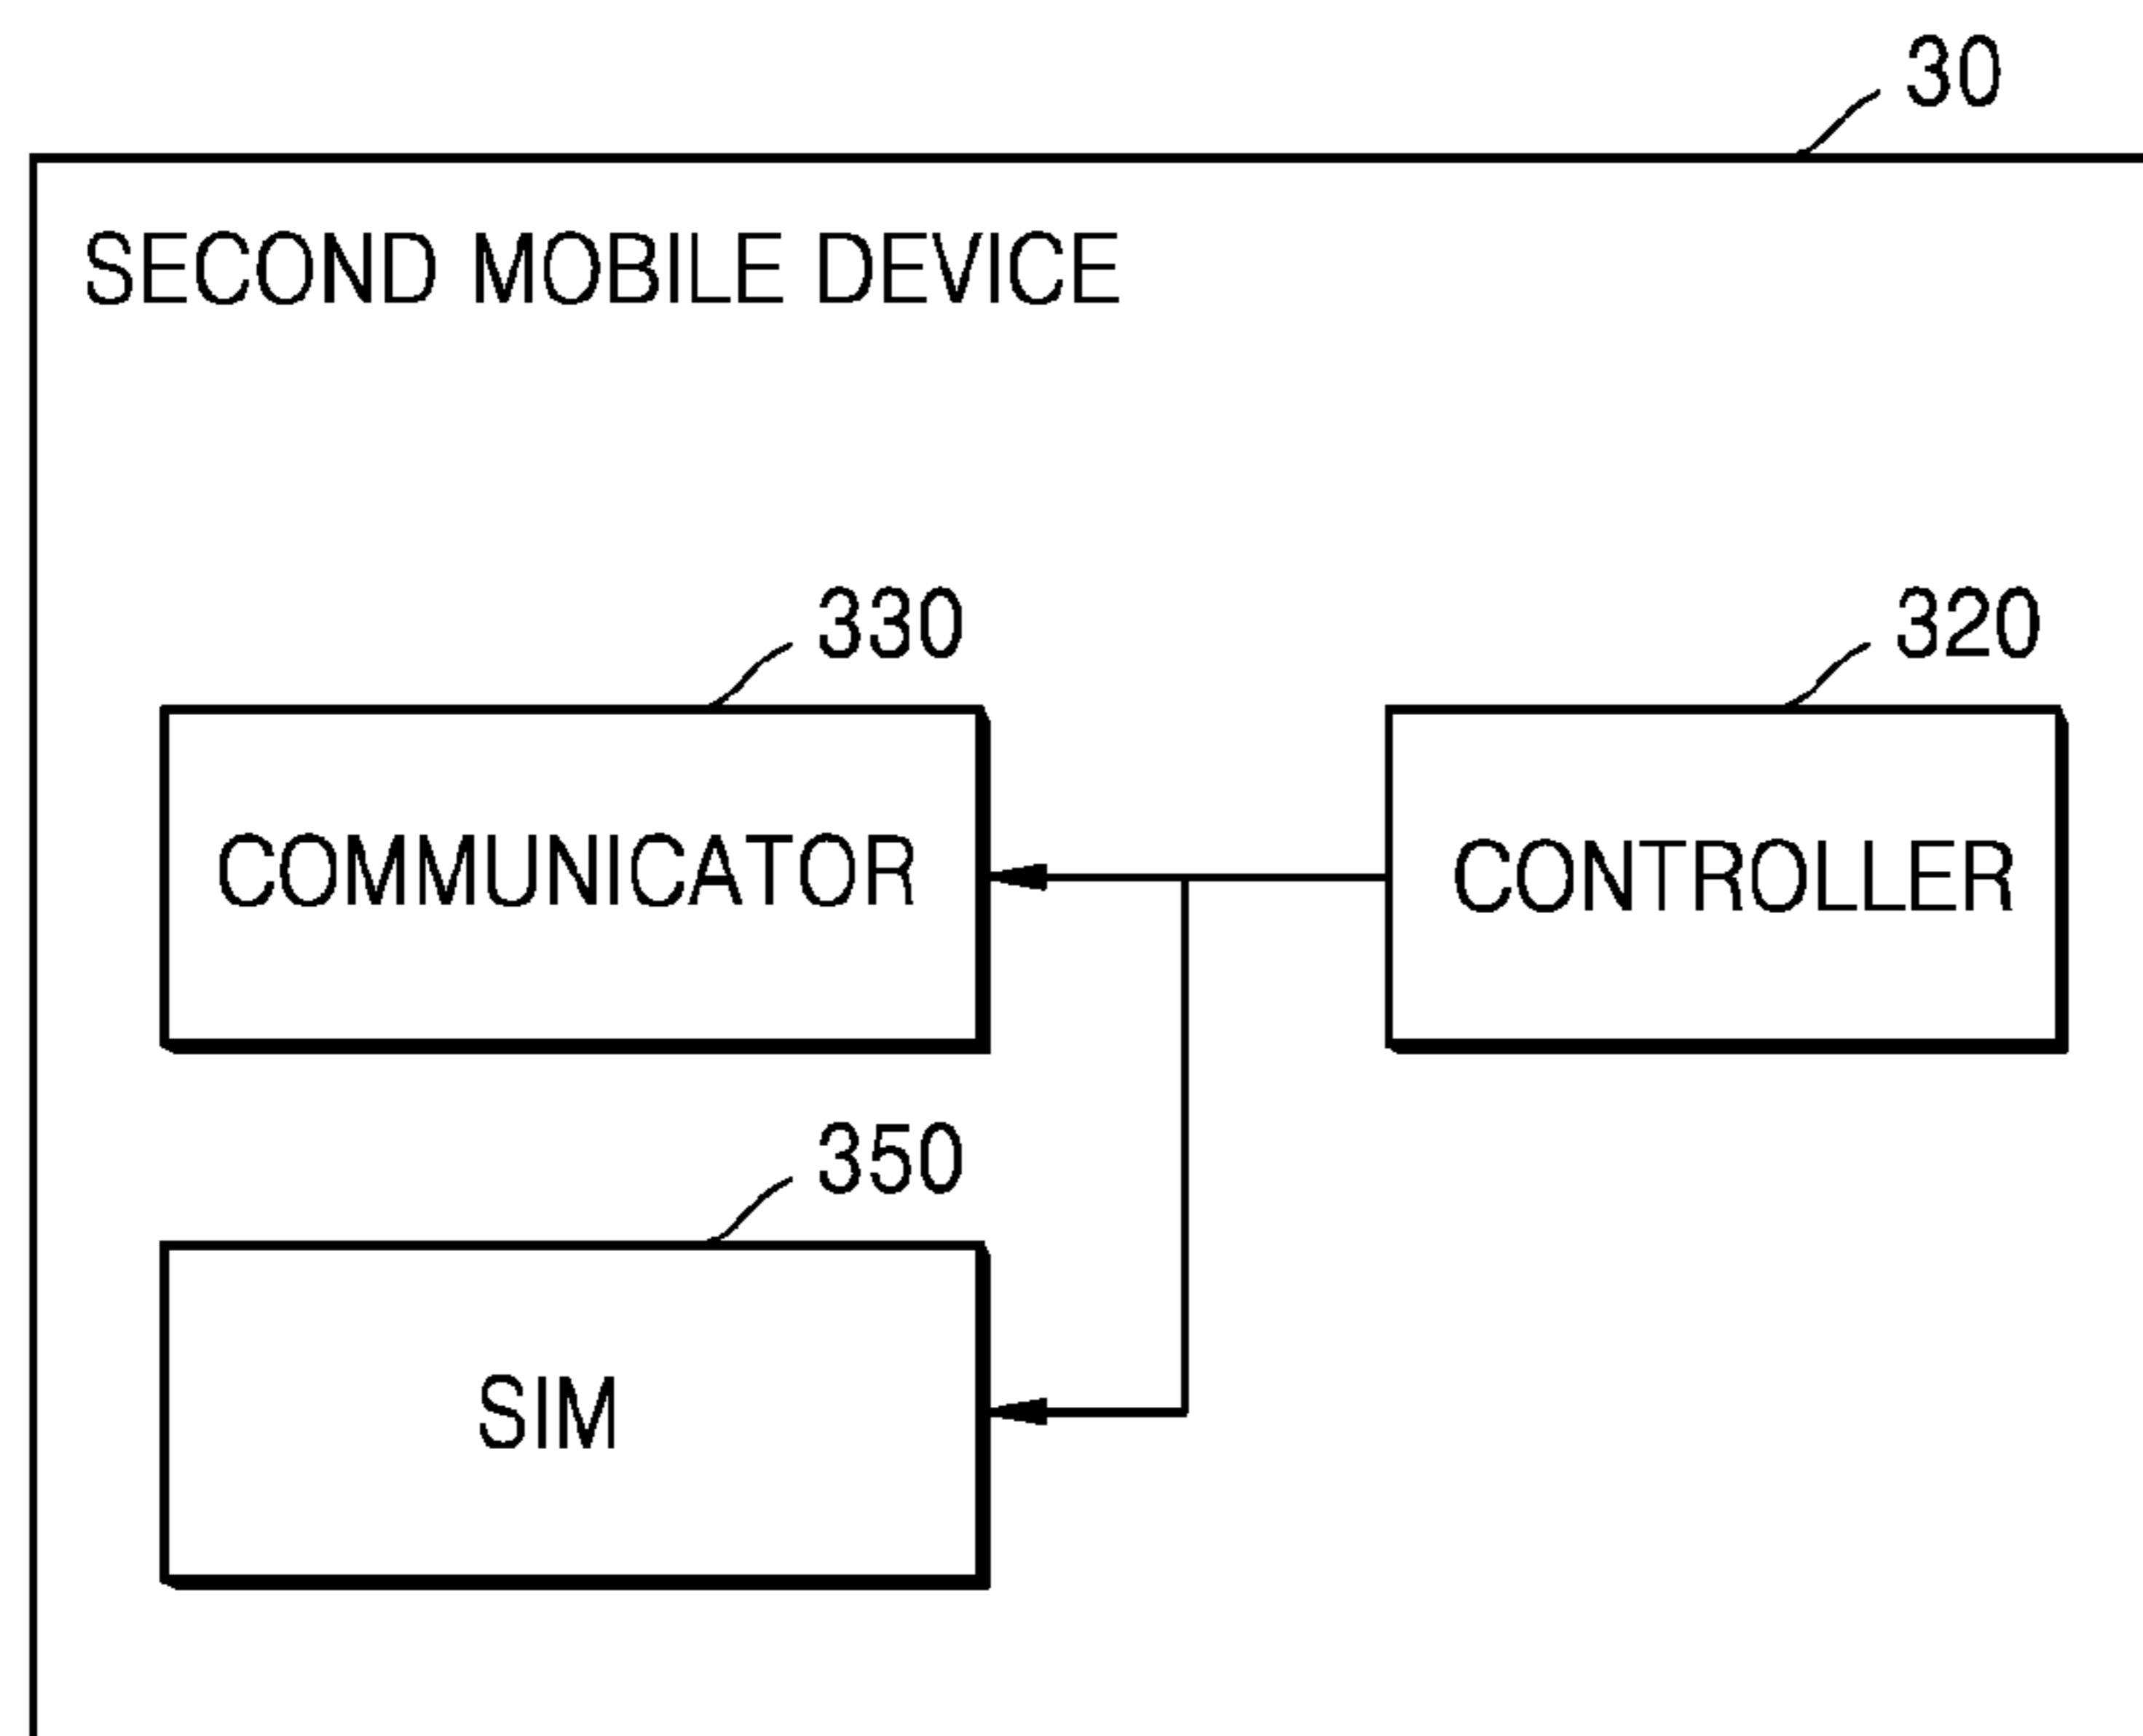 30
SECOND MOBILE DEVICE
330
320
COMMUNICATOR
CONTROLLER
350
SIM